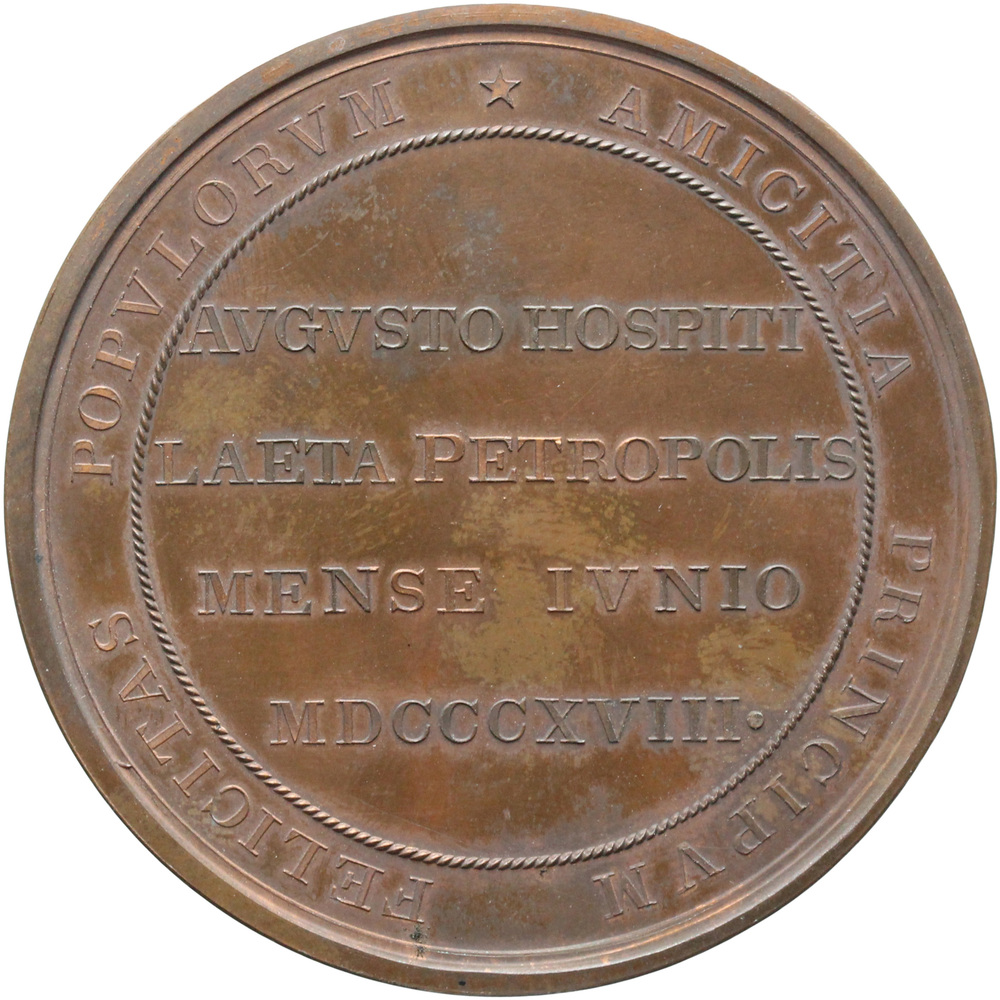 AMICITIA PRINCIPVM FELICITAS POPVLORVM
AVGVSTO HOSPITI
LAETA PETROPOLIS
MENSE IVNIO
MDCCCXVIII.